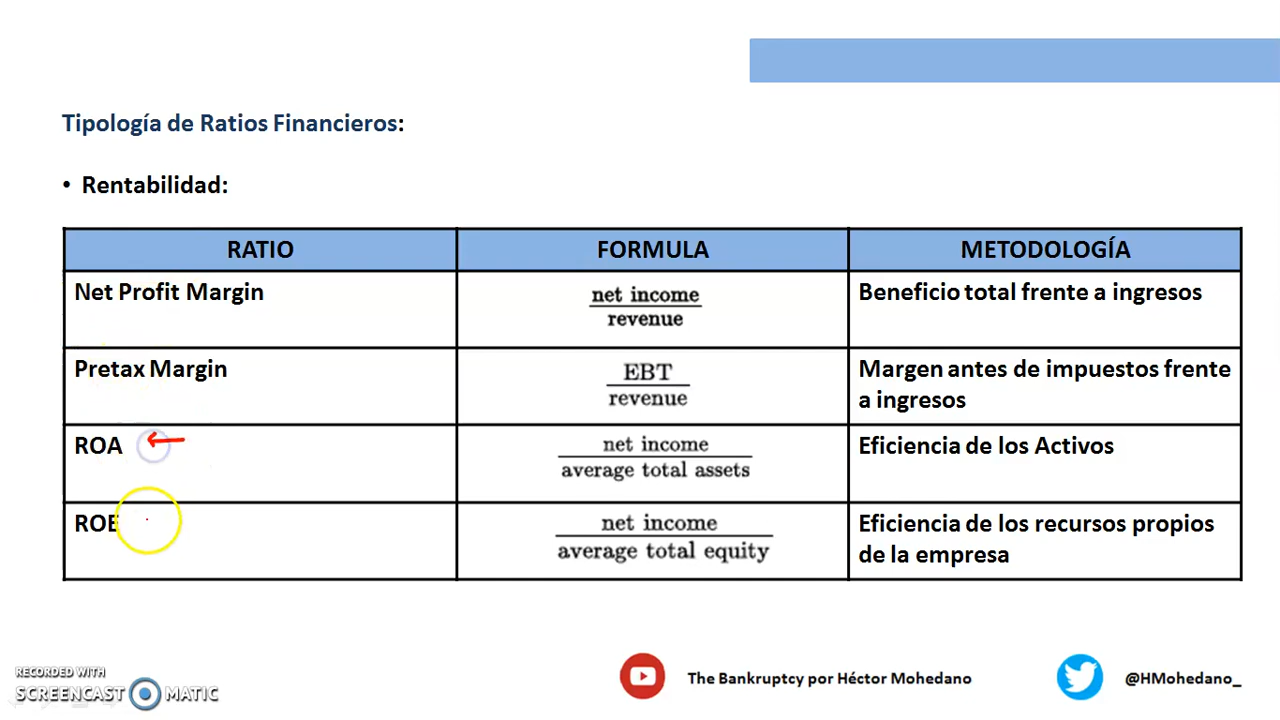 Tipología de Ratios Financieros:
• Rentabilidad:
RATIO FORMULA METODOLOGÍA
Net Profit Margin
net income
revenue
Beneficio total frente a ingresos
Pretax Margin
EBT
revenue
Margen antes de impuestos frente
a ingresos
ROA
net income
average total assets
Eficiencia de los Activos
ROE
net income
average total equity
Eficiencia de los recursos propios
de la empresa
RECORDED WITH
SCREENCAST MATIC
The Bankruptcy por Héctor Mohedano
@HMohedano_